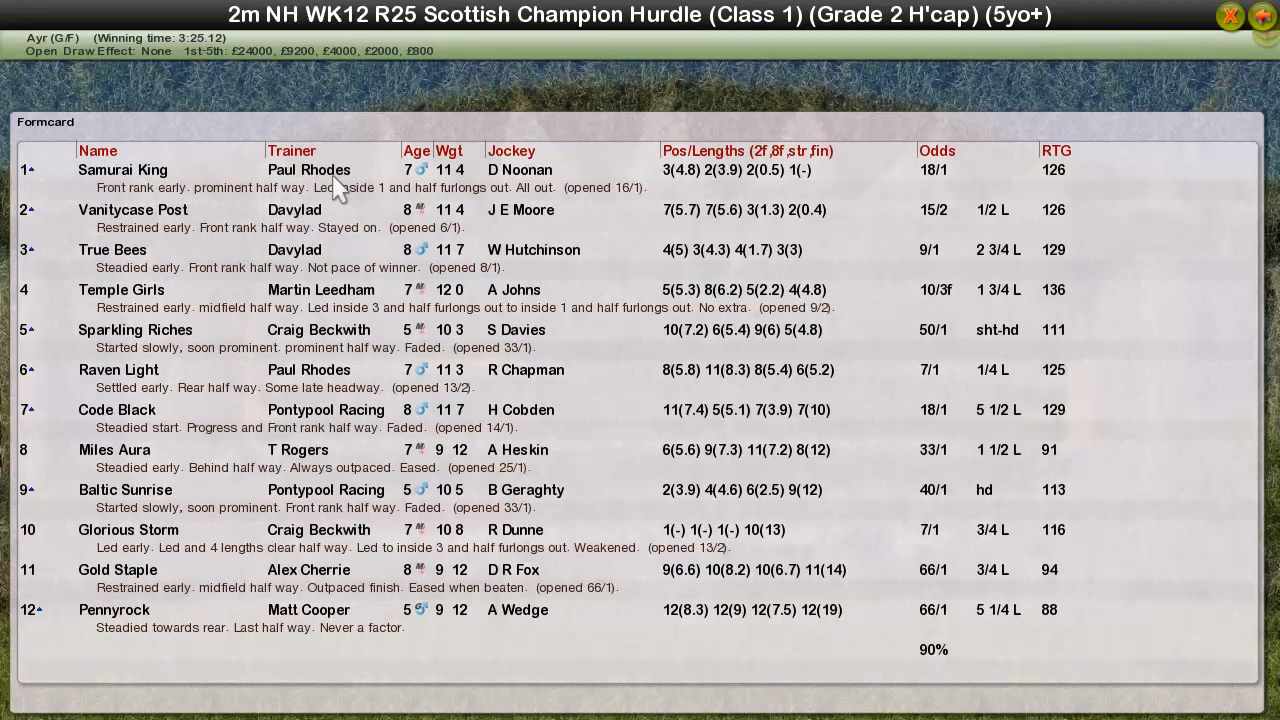 2m NH WK12 R25 Scottish Champion Hurdle (Class 1) (Grade 2 H'cap) (5yo+)
Ayr (G/F) (Winning time: 3:25.12)
Open Draw Effect: None 1st-5th: £24000, £9200, £4000, £2000, £800
Formcard
Name Trainer Age Wgt Jockey Pos/Lengths (2f,8f,str,fin) Odds RTG
1 Samurai King Paul Rhodes 7 11 4 D Noonan 3(4.8) 2(3.9) 2(0.5) 1(-) 18/1 126
Front rank early. prominent half way. Led inside 1 and half furlongs out. All out. (opened 16/1).
2 Vanitycase Post Davylad 8 11 4 J E Moore 7(5.7) 7(5.6) 3(1.3) 2(0.4) 15/2 1/2 L 126
Restrained early. Front rank half way. Stayed on. (opened 6/1).
3 True Bees Davylad 8 11 7 W Hutchinson 4(5) 3(4.3) 4(1.7) 3(3) 9/1 2 3/4 L 129
Steadied early. Front rank half way. Not pace of winner. (opened 8/1).
4 Temple Girls Martin Leedham 7 12 0 A Johns 5(5.3) 8(6.2) 5(2.2) 4(4.8) 10/3f 1 3/4 L 136
Restrained early. midfield half way. Led inside 3 and half furlongs out to inside 1 and half furlongs out. No extra. (opened 9/2).
5 Sparkling Riches Craig Beckwith 5 10 3 S Davies 10(7.2) 6(5.4) 9(6) 5(4.8) 50/1 sht-hd 111
Started slowly, soon prominent. prominent half way. Faded. (opened 33/1).
6 Raven Light Paul Rhodes 7 11 3 R Chapman 8(5.8) 11(8.3) 8(5.4) 6(5.2) 7/1 1/4 L 125
Settled early. Rear half way. Some late headway. (opened 13/2).
7 Code Black Pontypool Racing 8 11 7 H Cobden 11(7.4) 5(5.1) 7(3.9) 7(10) 18/1 5 1/2 L 129
Steadied start. Progress and Front rank half way. Faded. (opened 14/1).
8 Miles Aura T Rogers 7 9 12 A Heskin 6(5.6) 9(7.3) 11(7.2) 8(12) 33/1 1 1/2 L 91
Steadied early. Behind half way. Always outpaced. Eased. (opened 25/1).
9 Baltic Sunrise Pontypool Racing 5 10 5 B Geraghty 2(3.9) 4(4.6) 6(2.5) 9(12) 40/1 hd 113
Started slowly, soon prominent. Front rank half way. Faded. (opened 33/1).
10 Glorious Storm Craig Beckwith 7 10 8 R Dunne 1(-) 1(-) 1(-) 10(13) 7/1 3/4 L 116
Led early. Led and 4 lengths clear half way. Led to inside 3 and half furlongs out. Weakened. (opened 13/2).
11 Gold Staple Alex Cherrie 8 9 12 D R Fox 9(6.6) 10(8.2) 10(6.7) 11(14) 66/1 3/4 L 94
Restrained early. midfield half way. Outpaced finish. Eased when beaten. (opened 66/1).
12 Pennyrock Matt Cooper 5 9 12 A Wedge 12(8.3) 12(9) 12(7.5) 12(19) 66/1 5 1/4 L 88
Steadied towards rear. Last half way. Never a factor.
90%